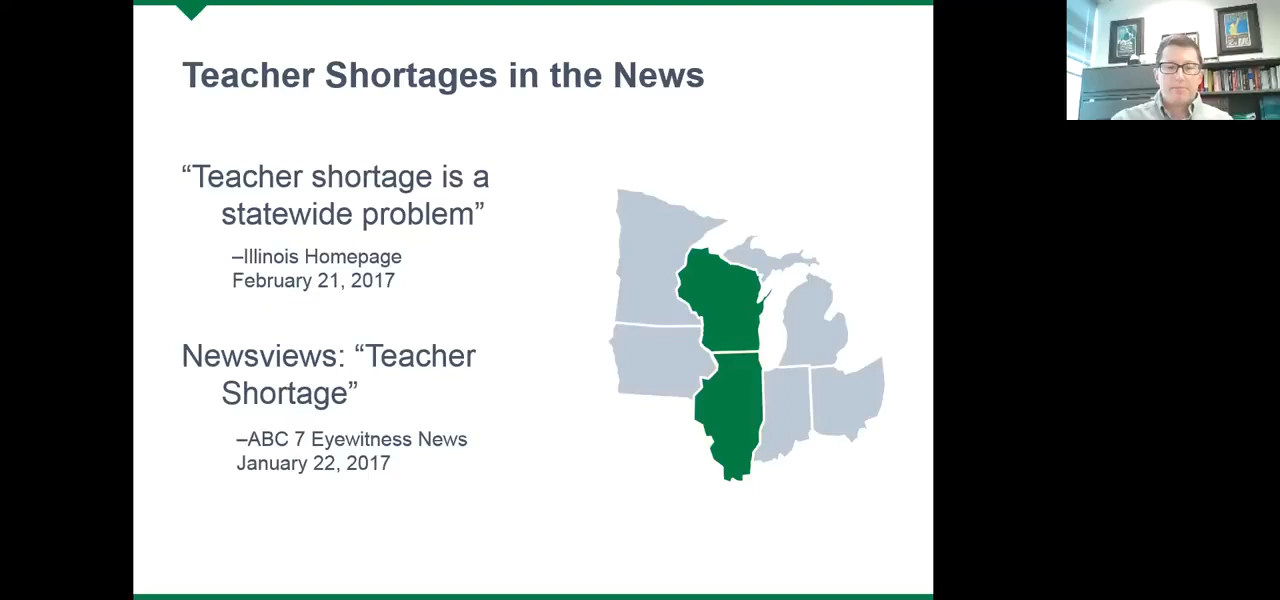 Teacher Shortages in the News
“Teacher shortage is a
statewide problem”
–Illinois Homepage
February 21, 2017
Newsviews: “Teacher
Shortage”
–ABC 7 Eyewitness News
January 22, 2017